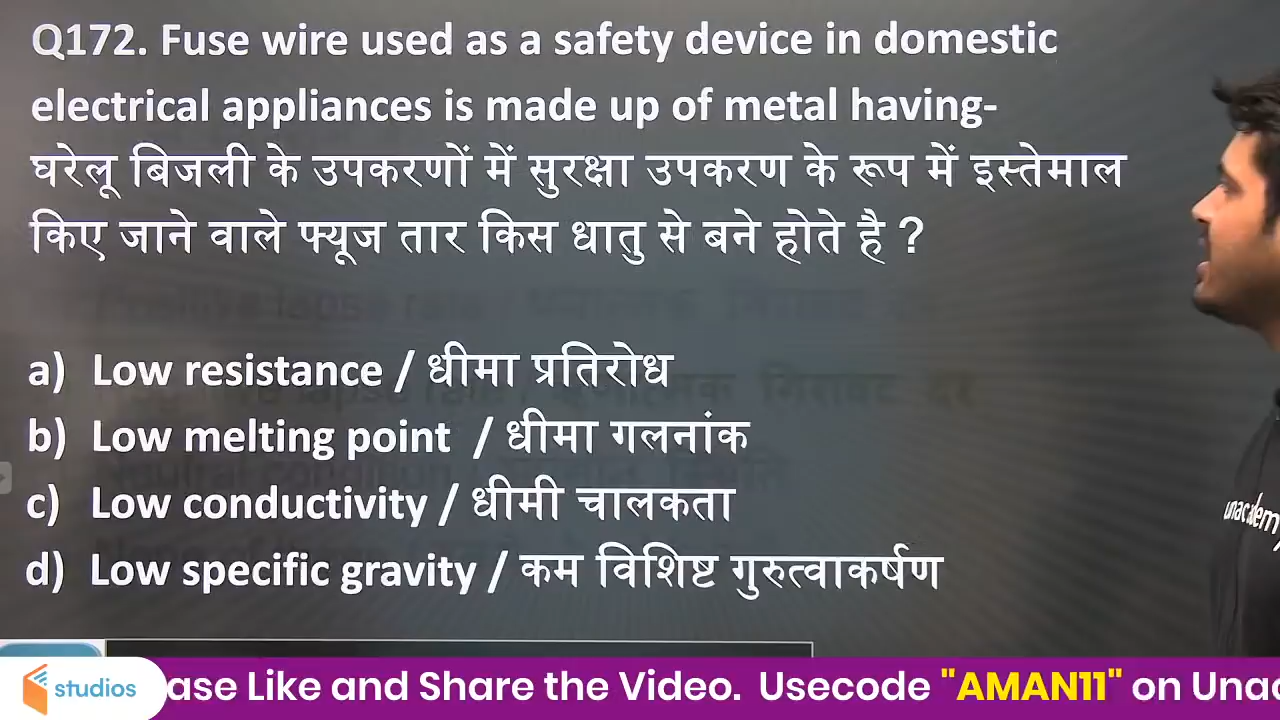 Q172. Fuse wire used as a safety device in domestic
electrical appliances is made up of metal having-
घरेलू बिजली के उपकरणों में सुरक्षा उपकरण के रूप में इस्तेमाल
किए जाने वाले फ्यूज तार किस धातु से बने होते है ?
a) Low resistance / धीमा प्रतिरोध
b) Low melting point / धीमा गलनांक
c) Low conductivity / धीमी चालकता
d) Low specific gravity / कम विशिष्ट गुरुत्वाकर्षण
unacademy
studios
ase Like and Share the Video. Usecode "AMAN11" on Unac